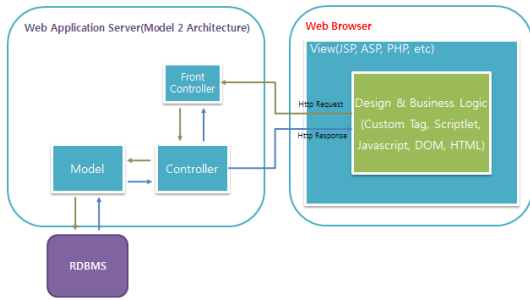 Web Application Server(Model 2 Architecture)
Web Browser
View(JSP, ASP, PHP, etc)
Front
Controller
Http Request
Design & Business Logic
(Custom Tag, Scriptlet,
Javascript, DOM, HTML)
Http Response
Model
Controller
RDBMS